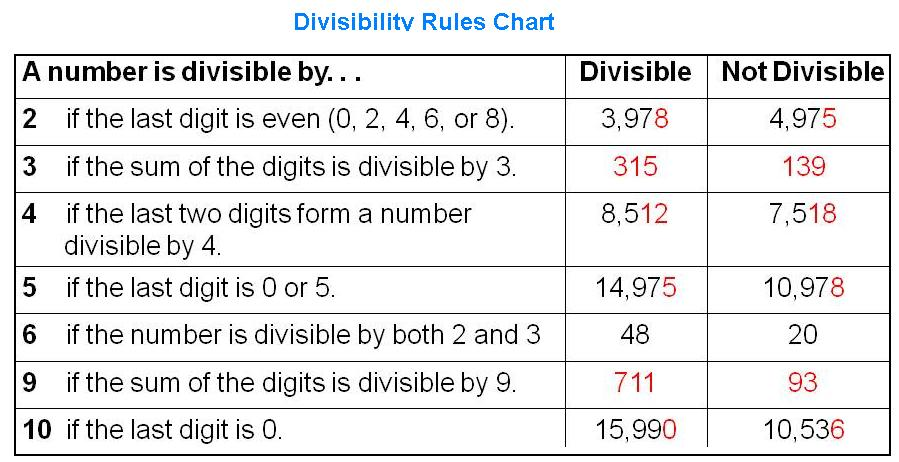 Divisibility Rules Chart
A number is divisible by. . . Divisible Not Divisible
2 if the last digit is even (0, 2, 4, 6, or 8). 3,978 4,975
3 if the sum of the digits is divisible by 3. 315 139
4 if the last two digits form a number 8,512 7,518
divisible by 4.
5 if the last digit is 0 or 5. 14,975 10,978
6 if the number is divisible by both 2 and 3 48 20
9 if the sum of the digits is divisible by 9. 711 93
10 if the last digit is 0. 15,990 10,536